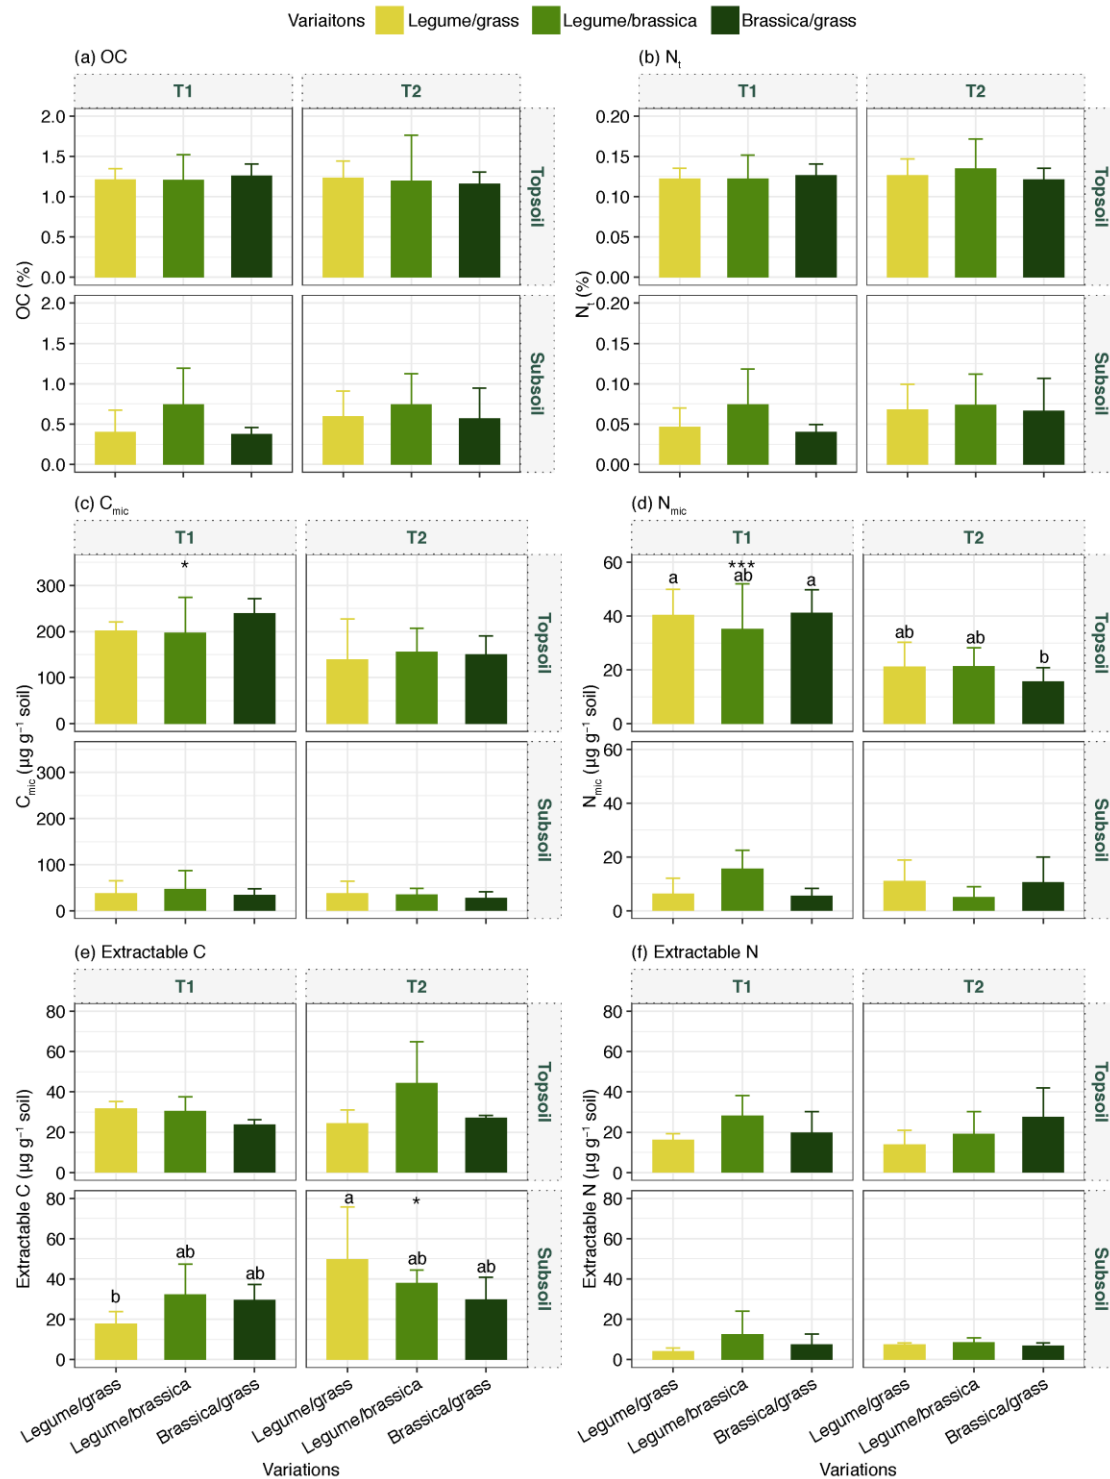 Variaitons Legume/grass Legume/brassica Brassica/grass
(a) OC
T1 T2
Topsoil
Subsoil
OC (%)
2.0
1.5
1.0
0.5
0.0
2.0
1.5
1.0
0.5
0.0
(b) Nt
T1 T2
Topsoil
Subsoil
Nt (%)
0.20
0.15
0.10
0.05
0.00
0.20
0.15
0.10
0.05
0.00
(c) Cmic
T1 T2
Topsoil
Subsoil
Cmic (µg g⁻¹ soil)
300
200
100
0
300
200
100
0
*
(d) Nmic
T1 T2
Topsoil
Subsoil
Nmic (µg g⁻¹ soil)
60
40
20
0
60
40
20
0
***
a ab a
ab ab b
(e) Extractable C
T1 T2
Topsoil
Subsoil
Extractable C (µg g⁻¹ soil)
80
60
40
20
0
80
60
40
20
0
b ab ab
a ab ab
*
Legume/grass
Legume/brassica
Brassica/grass
Legume/grass
Legume/brassica
Brassica/grass
Variations
(f) Extractable N
T1 T2
Topsoil
Subsoil
Extractable N (µg g⁻¹ soil)
80
60
40
20
0
80
60
40
20
0
Legume/grass
Legume/brassica
Brassica/grass
Legume/grass
Legume/brassica
Brassica/grass
Variations